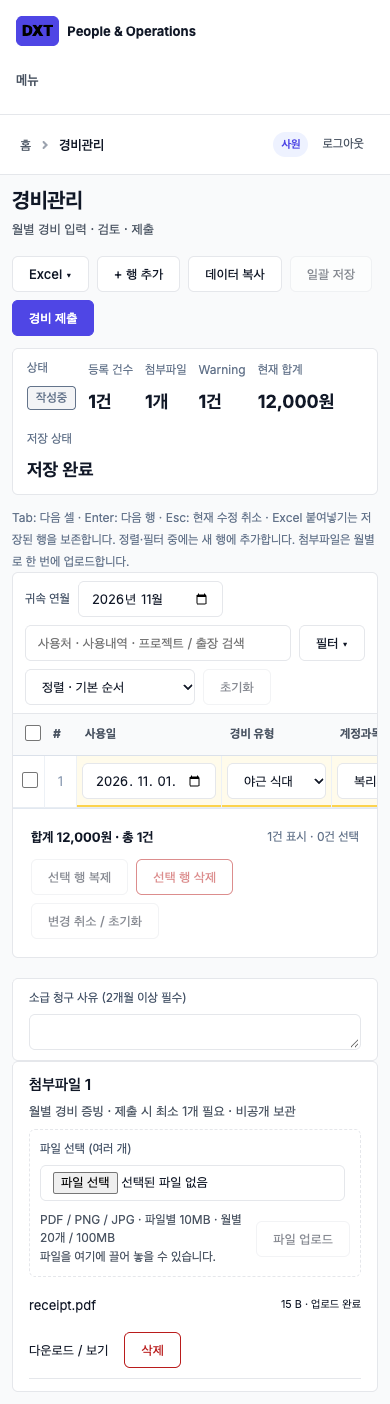 DXT People & Operations
메뉴
홈 > 경비관리 사원 로그아웃
경비관리
월별 경비 입력 · 검토 · 제출
Excel ▾ + 행 추가 데이터 복사 일괄 저장
경비 제출
상태 등록 건수 첨부파일 Warning 현재 합계
작성중 1건 1개 1건 12,000원
저장 상태
저장 완료
Tab: 다음 셀 · Enter: 다음 행 · Esc: 현재 수정 취소 · Excel 붙여넣기는 저
장된 행을 보존합니다. 정렬·필터 중에는 새 행에 추가합니다. 첨부파일은 월별
로 한 번에 업로드합니다.
귀속 연월 2026년 11월
사용처 · 사용내역 · 프로젝트 / 출장 검색 필터 ▾
정렬 · 기본 순서 초기화
# 사용일 경비 유형 계정과목
1 2026. 11. 01. 야근 식대 복리
합계 12,000원 · 총 1건 1건 표시 · 0건 선택
선택 행 복제 선택 행 삭제
변경 취소 / 초기화
소급 청구 사유 (2개월 이상 필수)
첨부파일 1
월별 경비 증빙 · 제출 시 최소 1개 필요 · 비공개 보관
파일 선택 (여러 개)
파일 선택 선택된 파일 없음
PDF / PNG / JPG · 파일별 10MB · 월별
20개 / 100MB
파일을 여기에 끌어 놓을 수 있습니다.
파일 업로드
receipt.pdf 15 B · 업로드 완료
다운로드 / 보기 삭제